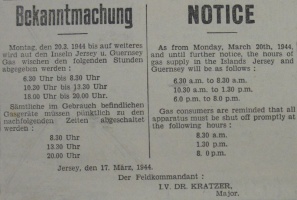 Bekanntmachung
Montag, den 20.3. 1944 bis auf weiteres
wird auf den Inseln Jersey u. Guernsey
Gas zwischen den folgenden Stunden
abgegeben werden :
6.30 Uhr bis 8.30 Uhr
10.30 Uhr bis 13.30 Uhr
18.00 Uhr bis 20.00 Uhr.
Sämtliche im Gebrauch befindlichen
Gasgeräte müssen pünktlich zu den
nachfolgenden Zeiten abgeschaltet
werden :
8.30 Uhr
13.30 Uhr
20.00 Uhr
NOTICE
As from Monday, March 20th, 1944,
and until further notice, the hours of
gas supply in the Islands Jersey and
Guernsey will be as follows :
6.30 a.m. to 8.30 a.m.
10.30 a.m. to 1.30 p.m.
6.0 p.m. to 8.0 p.m.
Gas consumers are reminded that all
apparatus must be shut off promptly at
the following hours :
8.30 a.m.
1.30 p.m.
8. 0 p.m.
Jersey, den 17. März, 1944.
Der Feldkommandant :
I.V. DR. KRATZER,
Major.